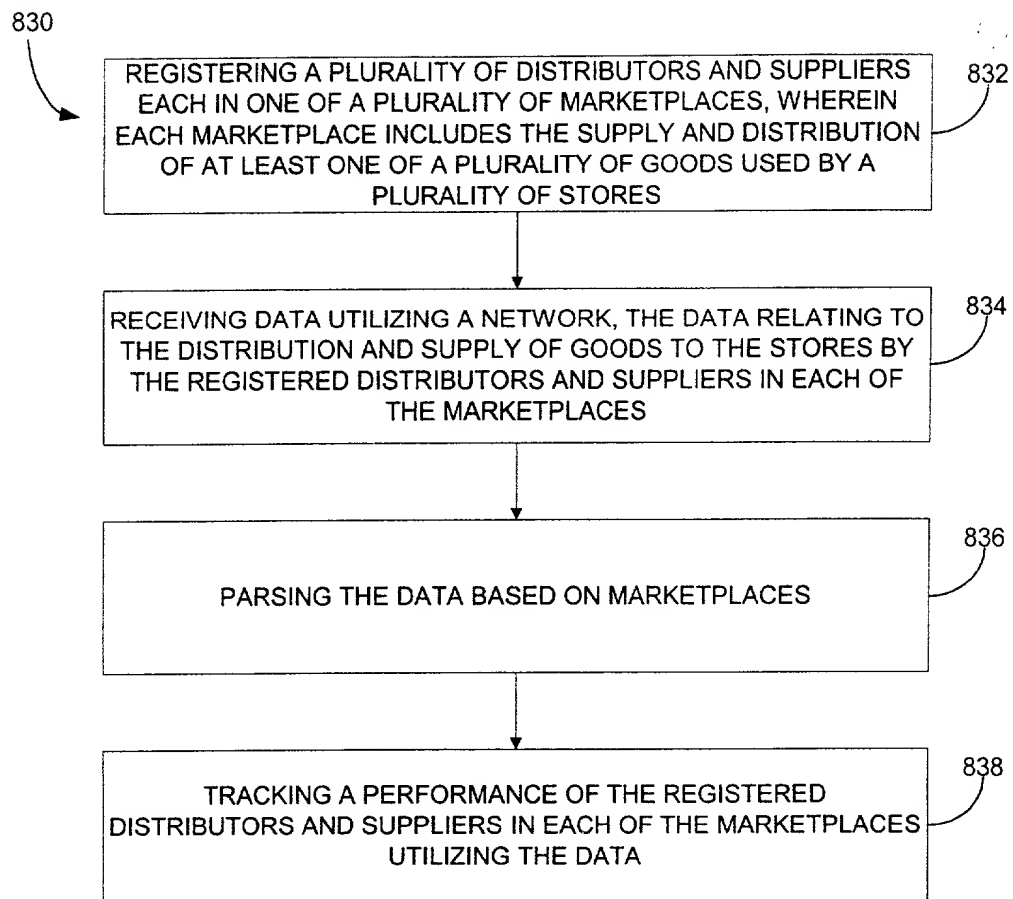 830
REGISTERING A PLURALITY OF DISTRIBUTORS AND SUPPLIERS
EACH IN ONE OF A PLURALITY OF MARKETPLACES, WHEREIN
EACH MARKETPLACE INCLUDES THE SUPPLY AND DISTRIBUTION
OF AT LEAST ONE OF A PLURALITY OF GOODS USED BY A
PLURALITY OF STORES
832
RECEIVING DATA UTILIZING A NETWORK, THE DATA RELATING TO
THE DISTRIBUTION AND SUPPLY OF GOODS TO THE STORES BY
THE REGISTERED DISTRIBUTORS AND SUPPLIERS IN EACH OF
THE MARKETPLACES
834
PARSING THE DATA BASED ON MARKETPLACES
836
TRACKING A PERFORMANCE OF THE REGISTERED
DISTRIBUTORS AND SUPPLIERS IN EACH OF THE MARKETPLACES
UTILIZING THE DATA
838